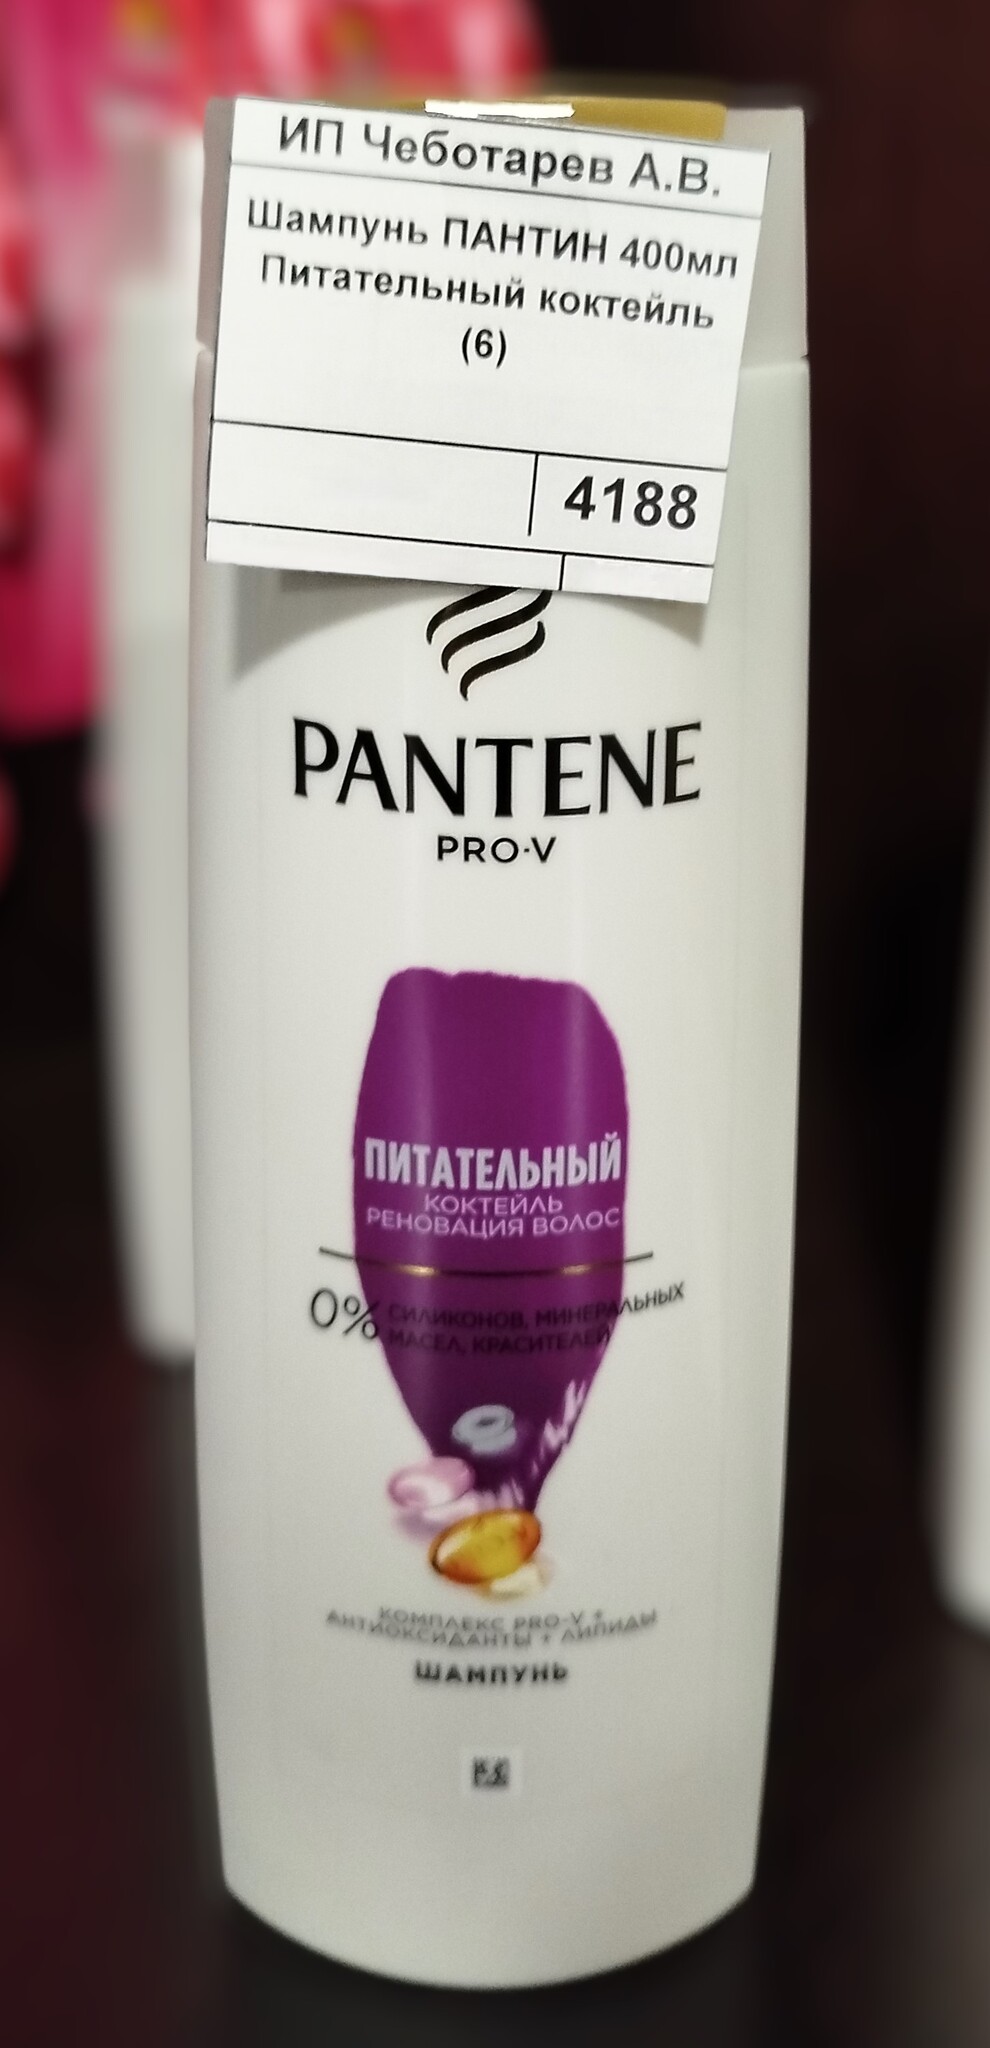 ИП Чеботарев А.В.
Шампунь ПАНТИН 400мл
Питательный коктейль
(6)
4188
PANTENE
PRO-V
ПИТАТЕЛЬНЫЙ
КОКТЕЙЛЬ
РЕНОВАЦИЯ ВОЛОС
0% СИЛИКОНОВ, МИНЕРАЛЬНЫХ
МАСЕЛ, КРАСИТЕЛЕЙ
КОМПЛЕКС PRO-V +
АНТИОКСИДАНТЫ + ЛИПИДЫ
ШАМПУНЬ